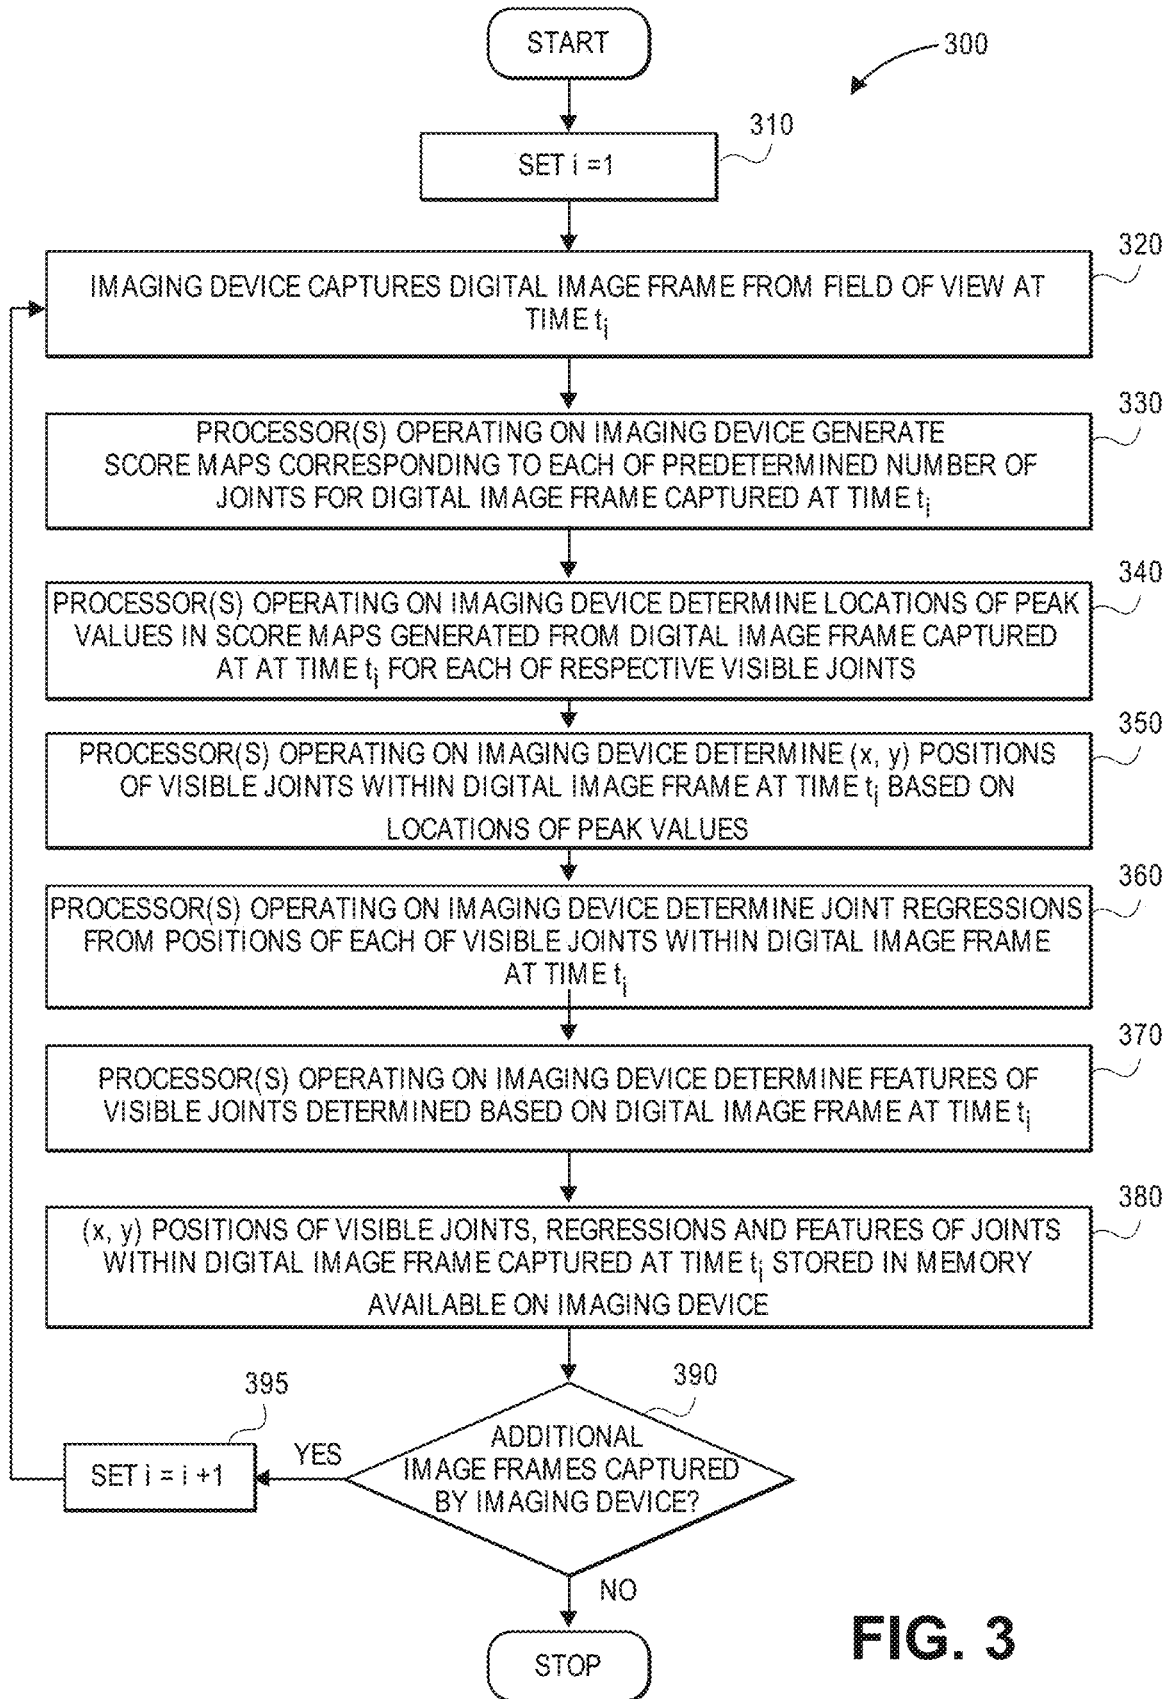 START
300
310
SET i =1
320
IMAGING DEVICE CAPTURES DIGITAL IMAGE FRAME FROM FIELD OF VIEW AT
TIME ti
330
PROCESSOR(S) OPERATING ON IMAGING DEVICE GENERATE
SCORE MAPS CORRESPONDING TO EACH OF PREDETERMINED NUMBER OF
JOINTS FOR DIGITAL IMAGE FRAME CAPTURED AT TIME ti
340
PROCESSOR(S) OPERATING ON IMAGING DEVICE DETERMINE LOCATIONS OF PEAK
VALUES IN SCORE MAPS GENERATED FROM DIGITAL IMAGE FRAME CAPTURED
AT AT TIME ti FOR EACH OF RESPECTIVE VISIBLE JOINTS
350
PROCESSOR(S) OPERATING ON IMAGING DEVICE DETERMINE (x, y) POSITIONS
OF VISIBLE JOINTS WITHIN DIGITAL IMAGE FRAME AT TIME ti BASED ON
LOCATIONS OF PEAK VALUES
360
PROCESSOR(S) OPERATING ON IMAGING DEVICE DETERMINE JOINT REGRESSIONS
FROM POSITIONS OF EACH OF VISIBLE JOINTS WITHIN DIGITAL IMAGE FRAME
AT TIME ti
370
PROCESSOR(S) OPERATING ON IMAGING DEVICE DETERMINE FEATURES OF
VISIBLE JOINTS DETERMINED BASED ON DIGITAL IMAGE FRAME AT TIME ti
380
(x, y) POSITIONS OF VISIBLE JOINTS, REGRESSIONS AND FEATURES OF JOINTS
WITHIN DIGITAL IMAGE FRAME CAPTURED AT TIME ti STORED IN MEMORY
AVAILABLE ON IMAGING DEVICE
390
ADDITIONAL
IMAGE FRAMES CAPTURED
BY IMAGING DEVICE?
YES
395
SET i = i +1
NO
STOP
FIG. 3